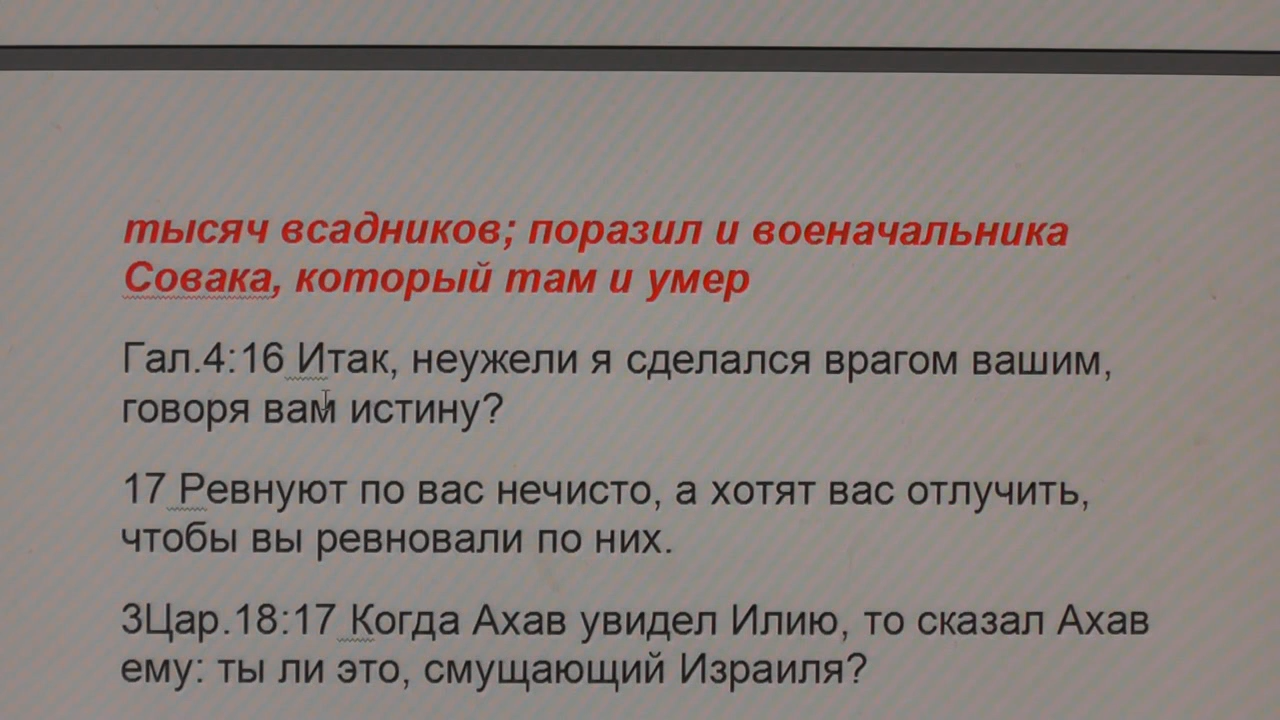 тысяч всадников; поразил и военачальника
Совака, который там и умер
Гал.4:16 Итак, неужели я сделался врагом вашим,
говоря вам истину?
17 Ревнуют по вас нечисто, а хотят вас отлучить,
чтобы вы ревновали по них.
3Цар.18:17 Когда Ахав увидел Илию, то сказал Ахав
ему: ты ли это, смущающий Израиля?